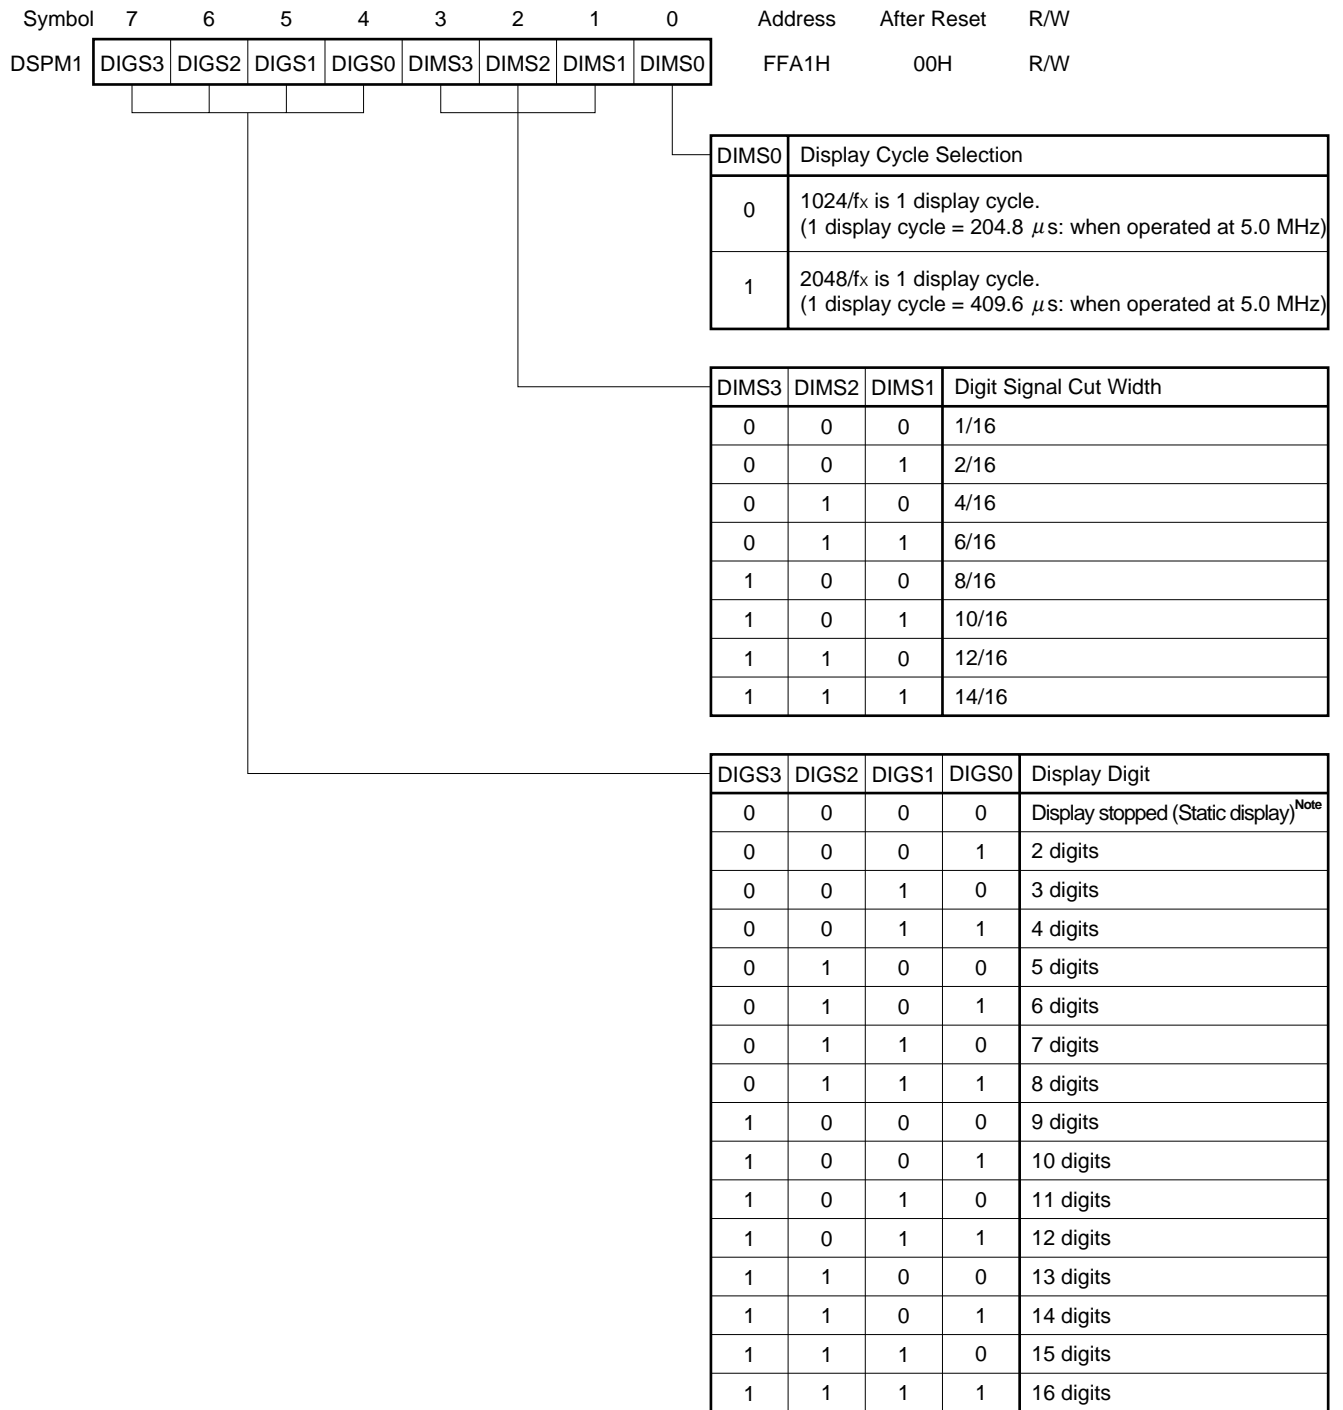 Symbol 7 6 5 4 3 2 1 0 Address After Reset R/W
DSPM1 DIGS3 DIGS2 DIGS1 DIGS0 DIMS3 DIMS2 DIMS1 DIMS0 FFA1H 00H R/W
DIMS0 Display Cycle Selection
0 1024/fx is 1 display cycle.
(1 display cycle = 204.8 μs: when operated at 5.0 MHz)
1 2048/fx is 1 display cycle.
(1 display cycle = 409.6 μs: when operated at 5.0 MHz)
DIMS3 DIMS2 DIMS1 Digit Signal Cut Width
0 0 0 1/16
0 0 1 2/16
0 1 0 4/16
0 1 1 6/16
1 0 0 8/16
1 0 1 10/16
1 1 0 12/16
1 1 1 14/16
DIGS3 DIGS2 DIGS1 DIGS0 Display Digit
0 0 0 0 Display stopped (Static display)Note
0 0 0 1 2 digits
0 0 1 0 3 digits
0 0 1 1 4 digits
0 1 0 0 5 digits
0 1 0 1 6 digits
0 1 1 0 7 digits
0 1 1 1 8 digits
1 0 0 0 9 digits
1 0 0 1 10 digits
1 0 1 0 11 digits
1 0 1 1 12 digits
1 1 0 0 13 digits
1 1 0 1 14 digits
1 1 1 0 15 digits
1 1 1 1 16 digits